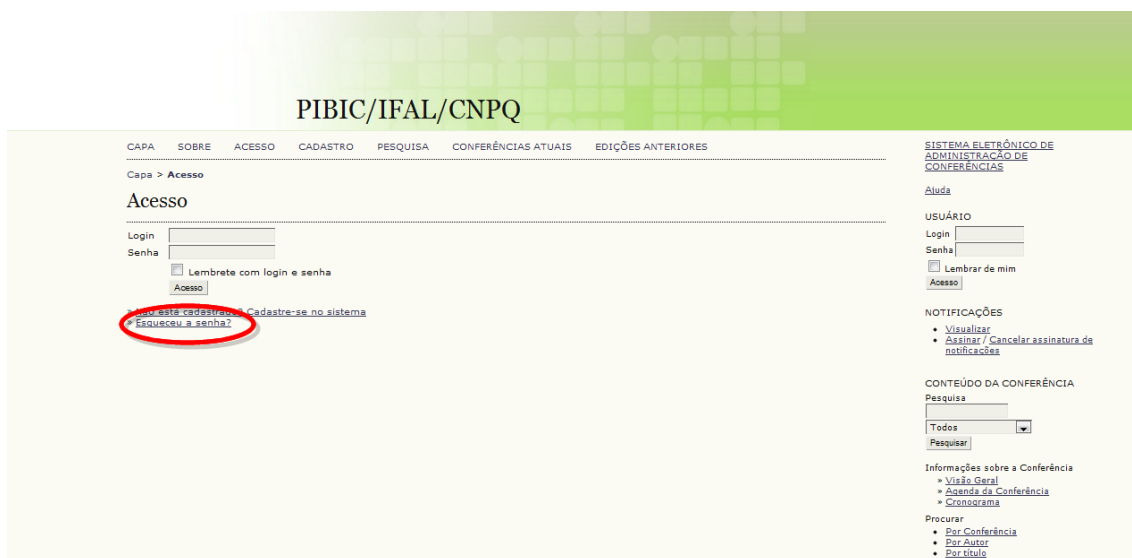 PIBIC/IFAL/CNPQ
CAPA SOBRE ACESSO CADASTRO PESQUISA CONFERÊNCIAS ATUAIS EDIÇÕES ANTERIORES
Capa > Acesso
Acesso
Login
Senha
Lembrete com login e senha
Acesso
» Não está cadastrado? Cadastre-se no sistema
» Esqueceu a senha?
SISTEMA ELETRÔNICO DE
ADMINISTRAÇÃO DE
CONFERÊNCIAS
Ajuda
USUÁRIO
Login
Senha
Lembrar de mim
Acesso
NOTIFICAÇÕES
• Visualizar
• Assinar / Cancelar assinatura de
notificações
CONTEÚDO DA CONFERÊNCIA
Pesquisa
Todos
Pesquisar
Informações sobre a Conferência
» Visão Geral
» Agenda da Conferência
» Cronograma
Procurar
• Por Conferência
• Por Autor
• Por título